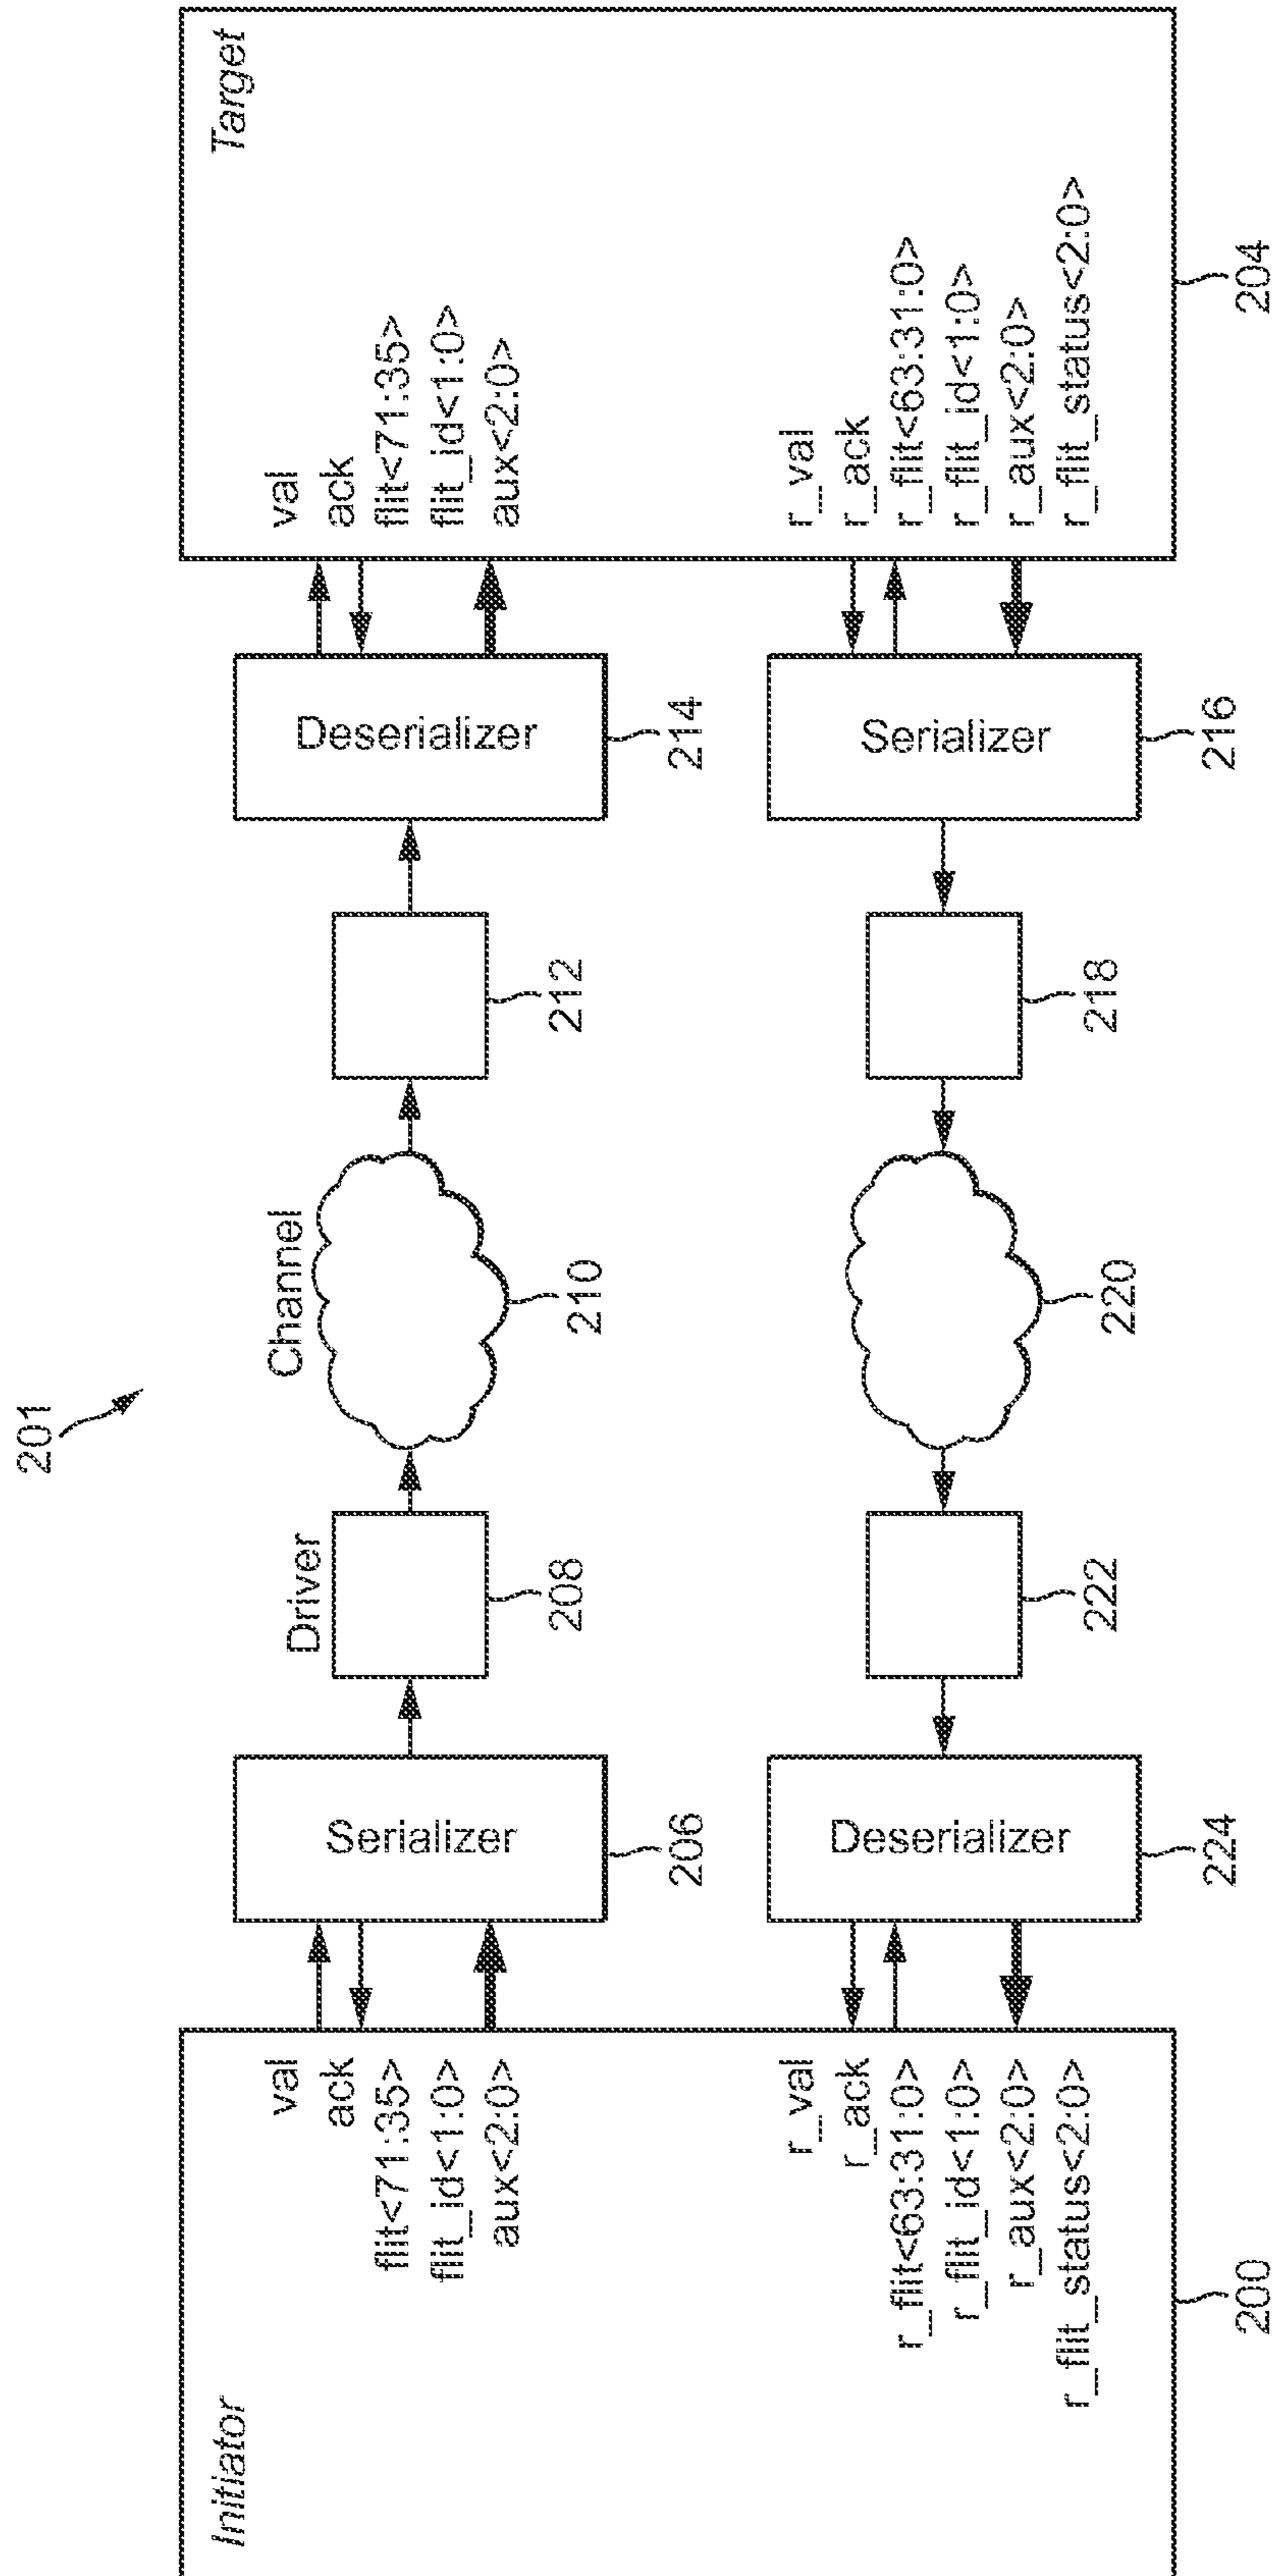 201
Initiator
val
ack
flit<71:35>
flit_id<1:0>
aux<2:0>
r_val
r_ack
r_flit<63:31:0>
r_flit_id<1:0>
r_aux<2:0>
r_flit_status<2:0>
200
Serializer
206
Driver
208
Channel
210
212
Deserializer
214
Deserializer
224
222
220
218
Serializer
216
Target
val
ack
flit<71:35>
flit_id<1:0>
aux<2:0>
r_val
r_ack
r_flit<63:31:0>
r_flit_id<1:0>
r_aux<2:0>
r_flit_status<2:0>
204